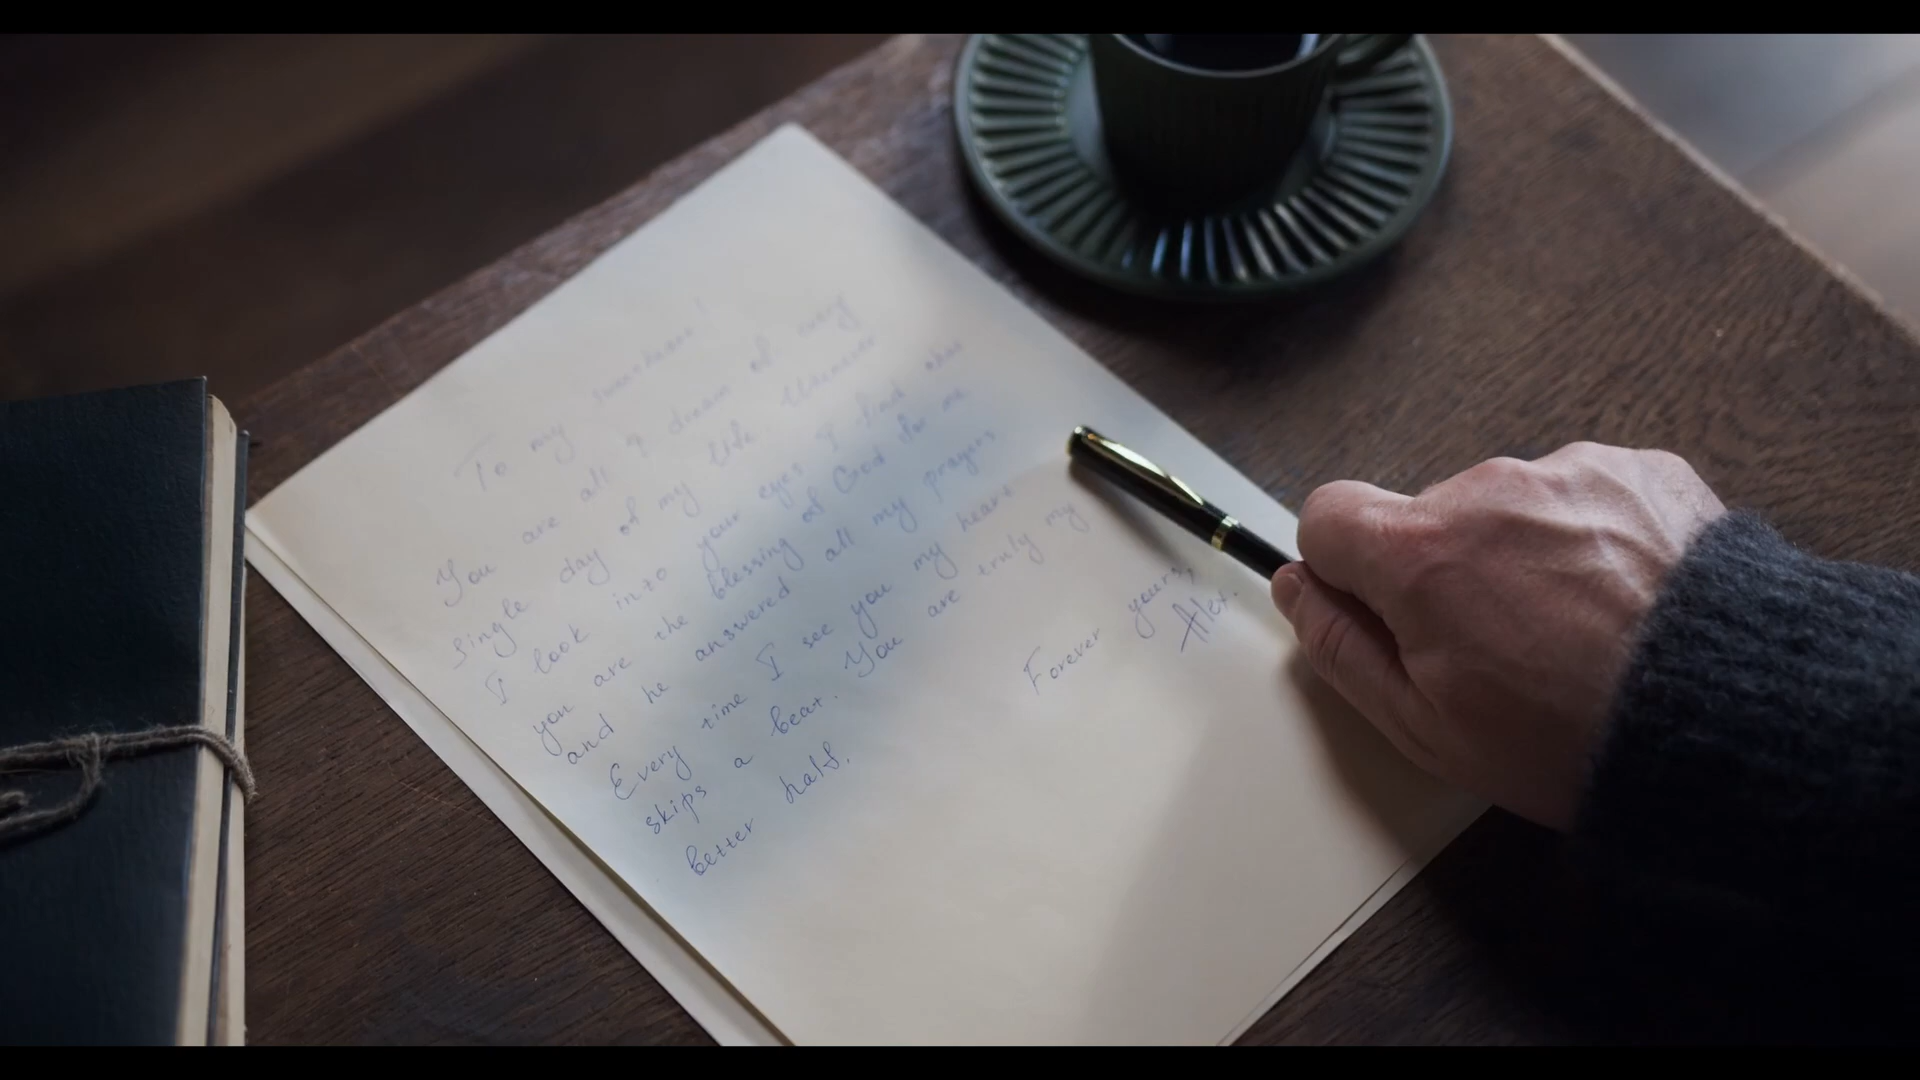 To my sweetheart!
You are all I dream of every
single day of my life. Whenever
I look into your eyes I find that
you are the blessing of God for me
and he answered all my prayers
Every time I see you my heart
skips a beat. You are truly my
better half.
Forever yours,
Alex.